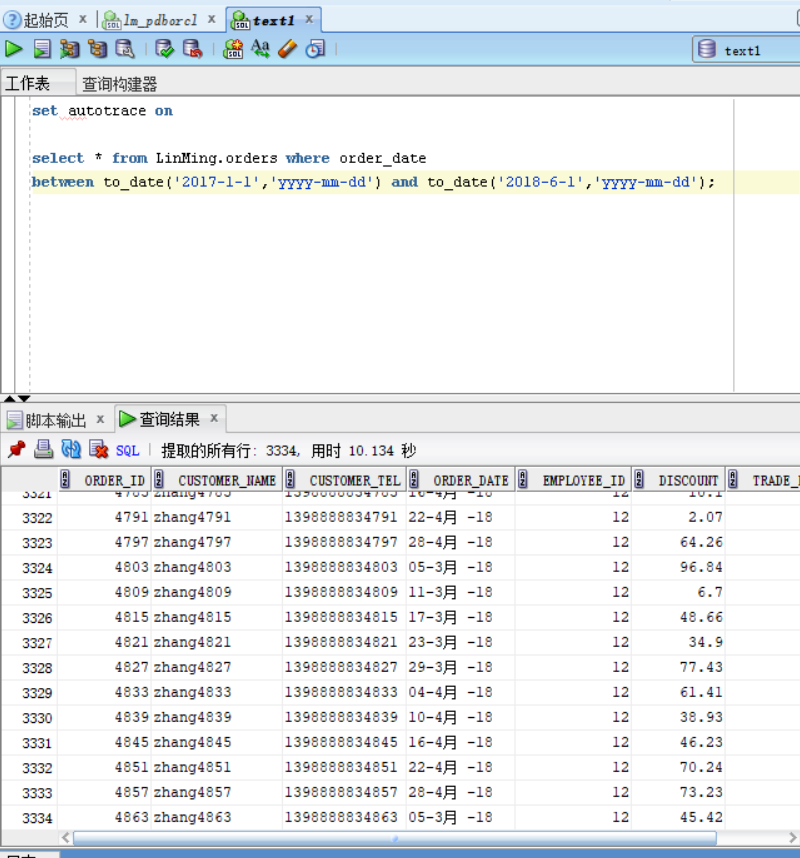 起始页 x lm_pdborcl x text1 x
text1
工作表 查询构建器
set autotrace on
select * from LinMing.orders where order_date
between to_date('2017-1-1','yyyy-mm-dd') and to_date('2018-6-1','yyyy-mm-dd');
脚本输出 x 查询结果 x
SQL | 提取的所有行: 3334, 用时 10.134 秒
ORDER_ID CUSTOMER_NAME CUSTOMER_TEL ORDER_DATE EMPLOYEE_ID DISCOUNT
3321 4785 zhang4785 1398888834785 16-4月 -18 12 10.1
3322 4791 zhang4791 1398888834791 22-4月 -18 12 2.07
3323 4797 zhang4797 1398888834797 28-4月 -18 12 64.26
3324 4803 zhang4803 1398888834803 05-3月 -18 12 96.84
3325 4809 zhang4809 1398888834809 11-3月 -18 12 6.7
3326 4815 zhang4815 1398888834815 17-3月 -18 12 48.66
3327 4821 zhang4821 1398888834821 23-3月 -18 12 34.9
3328 4827 zhang4827 1398888834827 29-3月 -18 12 77.43
3329 4833 zhang4833 1398888834833 04-4月 -18 12 61.41
3330 4839 zhang4839 1398888834839 10-4月 -18 12 38.93
3331 4845 zhang4845 1398888834845 16-4月 -18 12 46.23
3332 4851 zhang4851 1398888834851 22-4月 -18 12 70.24
3333 4857 zhang4857 1398888834857 28-4月 -18 12 73.23
3334 4863 zhang4863 1398888834863 05-3月 -18 12 45.42